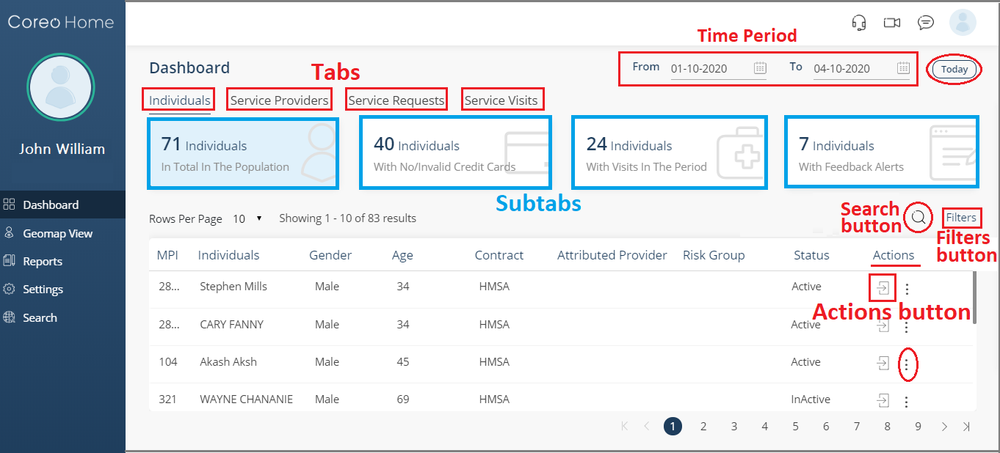 Coreo Home
John William
Dashboard
Geomap View
Reports
Settings
Search
Time Period
Dashboard
From 01-10-2020 To 04-10-2020 Today
Tabs
Individuals Service Providers Service Requests Service Visits
71 Individuals
In Total In The Population
40 Individuals
With No/Invalid Credit Cards
24 Individuals
With Visits In The Period
7 Individuals
With Feedback Alerts
Subtabs
Rows Per Page 10 Showing 1 - 10 of 83 results
Search
button
Filters
Filters
button
MPI Individuals Gender Age Contract Attributed Provider Risk Group Status Actions
28... Stephen Mills Male 34 HMSA Active
Actions button
28... CARY FANNY Male 34 HMSA Active
104 Akash Aksh Male 45 HMSA Active
321 WAYNE CHANANIE Male 69 HMSA InActive
1 2 3 4 5 6 7 8 9